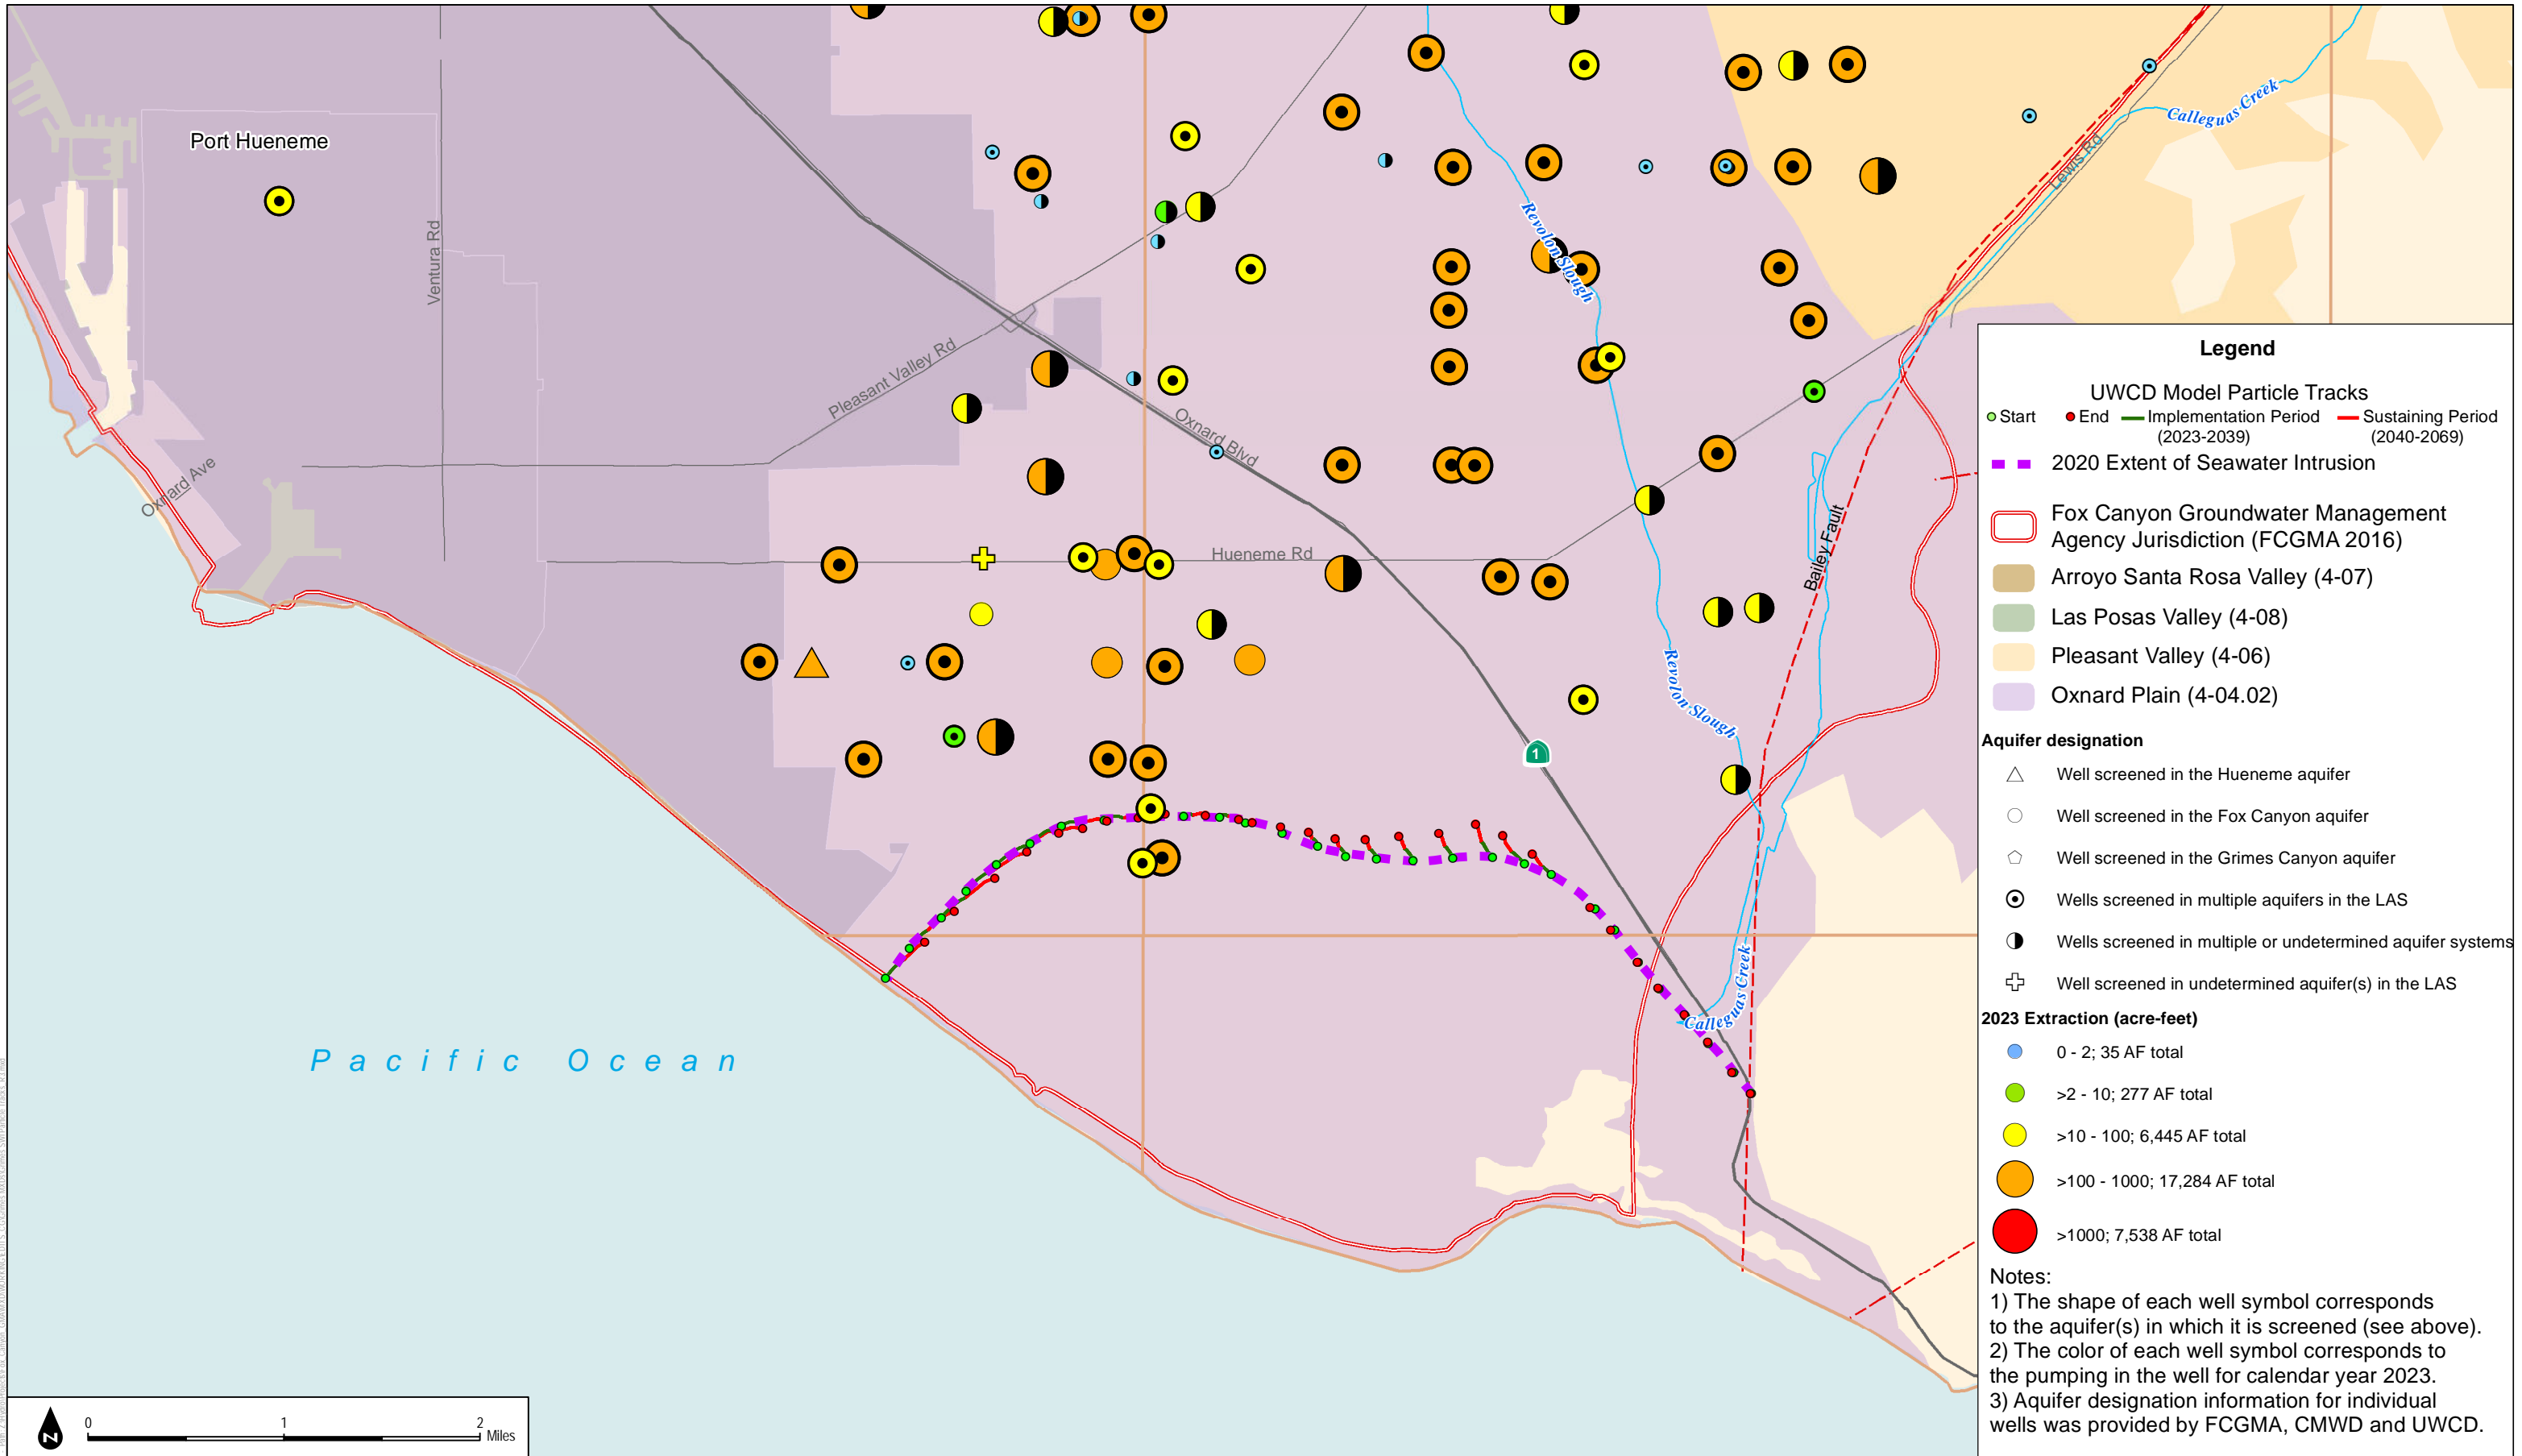 Port Hueneme
Ventura Rd
Oxnard Ave
Pleasant Valley Rd
Oxnard Blvd
Hueneme Rd
Lewis Rd
Revolon Slough
Revolon Slough
Calleguas Creek
Calleguas Creek
Bailey Fault
1
Pacific Ocean
N
0 1 2
Miles
Legend
UWCD Model Particle Tracks
Start End Implementation Period Sustaining Period
(2023-2039) (2040-2069)
2020 Extent of Seawater Intrusion
Fox Canyon Groundwater Management
Agency Jurisdiction (FCGMA 2016)
Arroyo Santa Rosa Valley (4-07)
Las Posas Valley (4-08)
Pleasant Valley (4-06)
Oxnard Plain (4-04.02)
Aquifer designation
Well screened in the Hueneme aquifer
Well screened in the Fox Canyon aquifer
Well screened in the Grimes Canyon aquifer
Wells screened in multiple aquifers in the LAS
Wells screened in multiple or undetermined aquifer systems
Well screened in undetermined aquifer(s) in the LAS
2023 Extraction (acre-feet)
0 - 2; 35 AF total
>2 - 10; 277 AF total
>10 - 100; 6,445 AF total
>100 - 1000; 17,284 AF total
>1000; 7,538 AF total
Notes:
1) The shape of each well symbol corresponds
to the aquifer(s) in which it is screened (see above).
2) The color of each well symbol corresponds to
the pumping in the well for calendar year 2023.
3) Aquifer designation information for individual
wells was provided by FCGMA, CMWD and UWCD.